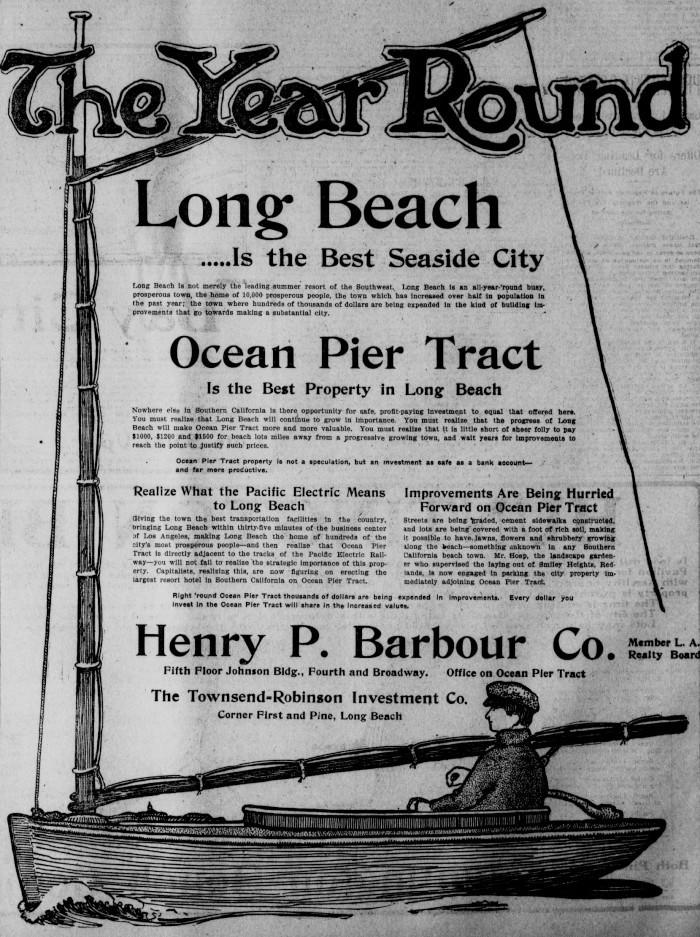 The Year Round
Long Beach
.....Is the Best Seaside City
Long Beach is not merely the leading summer resort of the Southwest. Long Beach is an all-year-'round busy,
prosperous town, the home of 10,000 prosperous people, the town which has increased over half in population in
the past year; the town where hundreds of thousands of dollars are being expended in the kind of building im-
provements that go towards making a substantial city.
Ocean Pier Tract
Is the Best Property in Long Beach
Nowhere else in Southern California is there opportunity for safe, profit-paying investment to equal that offered here.
You must realize that Long Beach will continue to grow in importance. You must realize that the progress of Long
Beach will make Ocean Pier Tract more and more valuable. You must realize that it is little short of sheer folly to pay
$1000, $1200 and $1500 for beach lots miles away from a progressive growing town, and wait years for improvements to
reach the point to justify such prices.
Ocean Pier Tract property is not a speculation, but an investment as safe as a bank account—
and far more productive.
Realize What the Pacific Electric Means
to Long Beach
Giving the town the best transportation facilities in the country,
bringing Long Beach within thirty-five minutes of the business center
of Los Angeles, making Long Beach the home of hundreds of the
city's most prosperous people—and then realize that Ocean Pier
Tract is directly adjacent to the tracks of the Pacific Electric Rail-
way—you will not fail to realize the strategic importance of this prop-
erty. Capitalists, realizing this, are now figuring on erecting the
largest resort hotel in Southern California on Ocean Pier Tract.
Improvements Are Being Hurried
Forward on Ocean Pier Tract
Streets are being graded, cement sidewalks constructed,
and lots are being covered with a foot of rich soil, making
it possible to have lawns, flowers and shrubbery growing
along the beach—something unknown in any Southern
California beach town. Mr. Hosp, the landscape garden-
er who supervised the laying out of Smiley Heights, Red-
lands, is now engaged in parking the city property im-
mediately adjoining Ocean Pier Tract.
Right 'round Ocean Pier Tract thousands of dollars are being expended in improvements. Every dollar you
invest in the Ocean Pier Tract will share in the increased values.
Henry P. Barbour Co.
Member L. A.
Realty Board
Fifth Floor Johnson Bldg., Fourth and Broadway. Office on Ocean Pier Tract
The Townsend-Robinson Investment Co.
Corner First and Pine, Long Beach